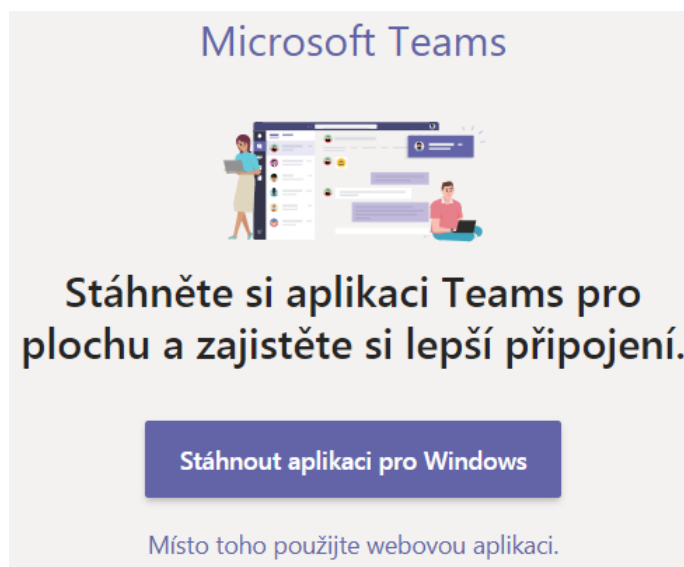 Microsoft Teams
Stáhněte si aplikaci Teams pro
plochu a zajistěte si lepší připojení.
Stáhnout aplikaci pro Windows
Místo toho použijte webovou aplikaci.